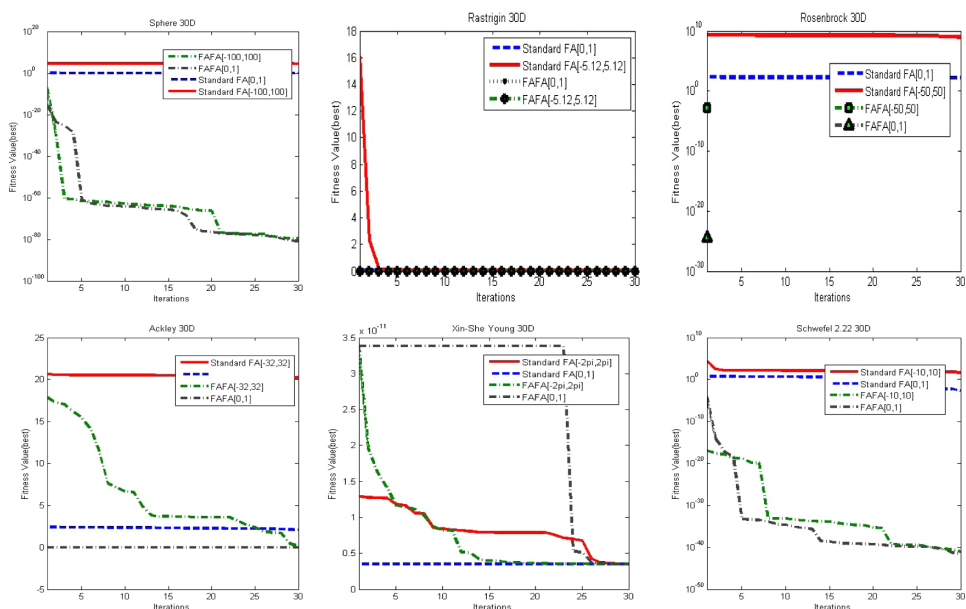 Sphere 30D
10^20
10^0
10^-20
10^-40
10^-60
10^-80
10^-100
Fitness Value(best)
FAFA[-100,100]
FAFA[0,1]
Standard FA[0,1]
Standard FA[-100,100]
5 10 15 20 25 30
Iterations
Rastrigin 30D
18
16
14
12
10
8
6
4
2
0
Fitness Value(best)
Standard FA[0,1]
Standard FA[-5.12,5.12]
FAFA[0,1]
FAFA[-5.12,5.12]
5 10 15 20 25 30
Iterations
Rosenbrock 30D
10^10
10^0
10^-10
10^-20
10^-30
Fitness Value(best)
Standard FA[0,1]
Standard FA[-50,50]
FAFA[-50,50]
FAFA[0,1]
5 10 15 20 25 30
Iterations
Ackley 30D
25
20
15
10
5
0
-5
Fitness Value(best)
Standard FA[-32,32]
FAFA[-32,32]
FAFA[0,1]
5 10 15 20 25 30
Iterations
Xin-She Young 30D
x 10^-11
3.5
3
2.5
2
1.5
1
0.5
0
Fitness Value(best)
Standard FA[-2pi,2pi]
Standard FA[0,1]
FAFA[-2pi,2pi]
FAFA[0,1]
5 10 15 20 25 30
Iterations
Schwefel 2.22 30D
10^10
10^0
10^-10
10^-20
10^-30
10^-40
10^-50
Fitness Value(best)
Standard FA[-10,10]
Standard FA[0,1]
FAFA[-10,10]
FAFA[0,1]
5 10 15 20 25 30
Iterations